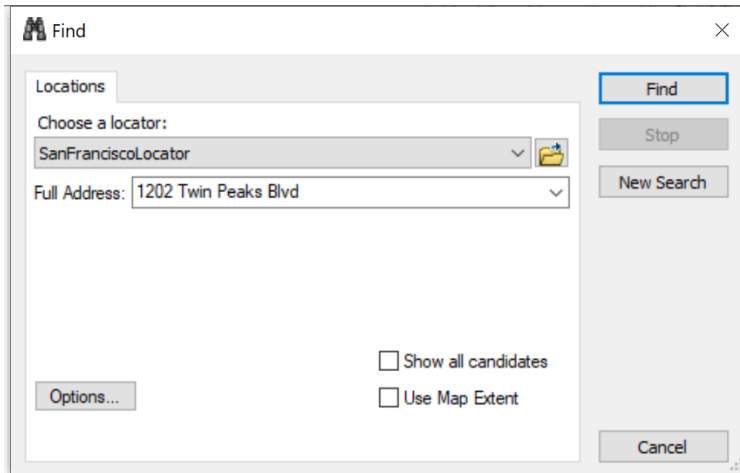 Find
Locations
Choose a locator:
SanFranciscoLocator
Full Address: 1202 Twin Peaks Blvd
Show all candidates
Options... Use Map Extent
Find
Stop
New Search
Cancel